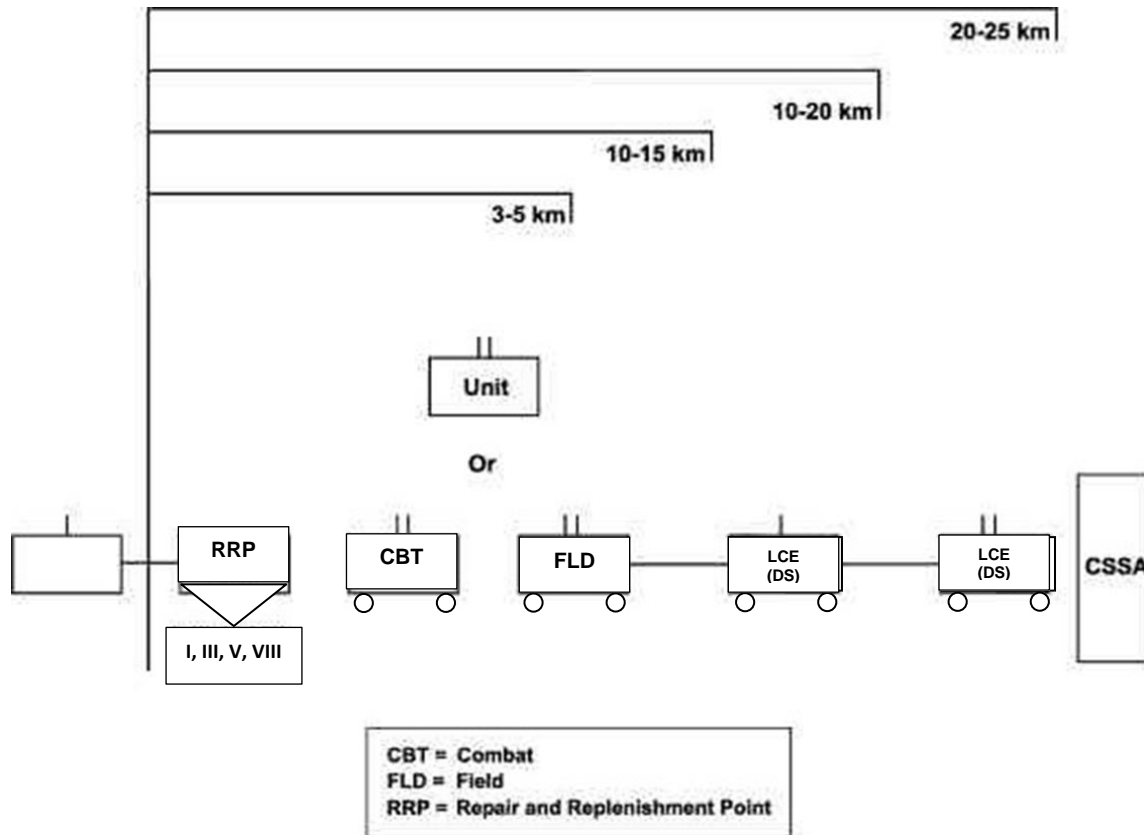 20-25 km
10-20 km
10-15 km
3-5 km
Unit
Or
RRP
CBT
FLD
LCE
(DS)
LCE
(DS)
CSSA
I, III, V, VIII
CBT = Combat
FLD = Field
RRP = Repair and Replenishment Point